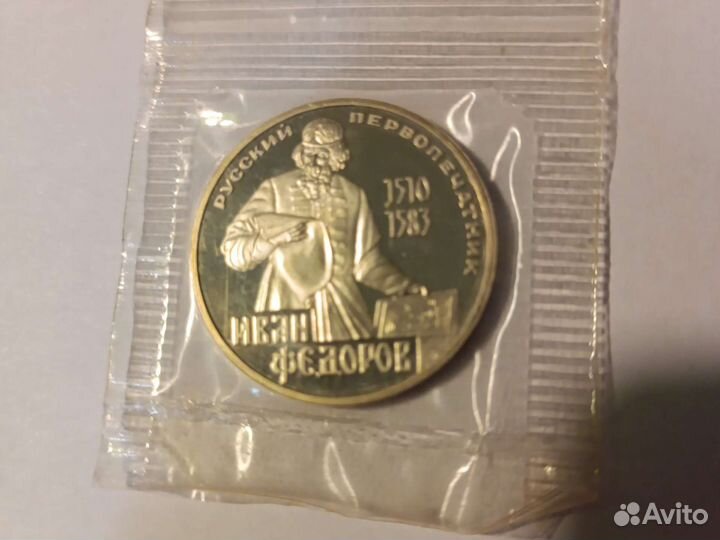 РУССКИЙ ПЕРВОПЕЧАТНИК
1510
1583
ИВАН
ФЕДОРОВ
Avito